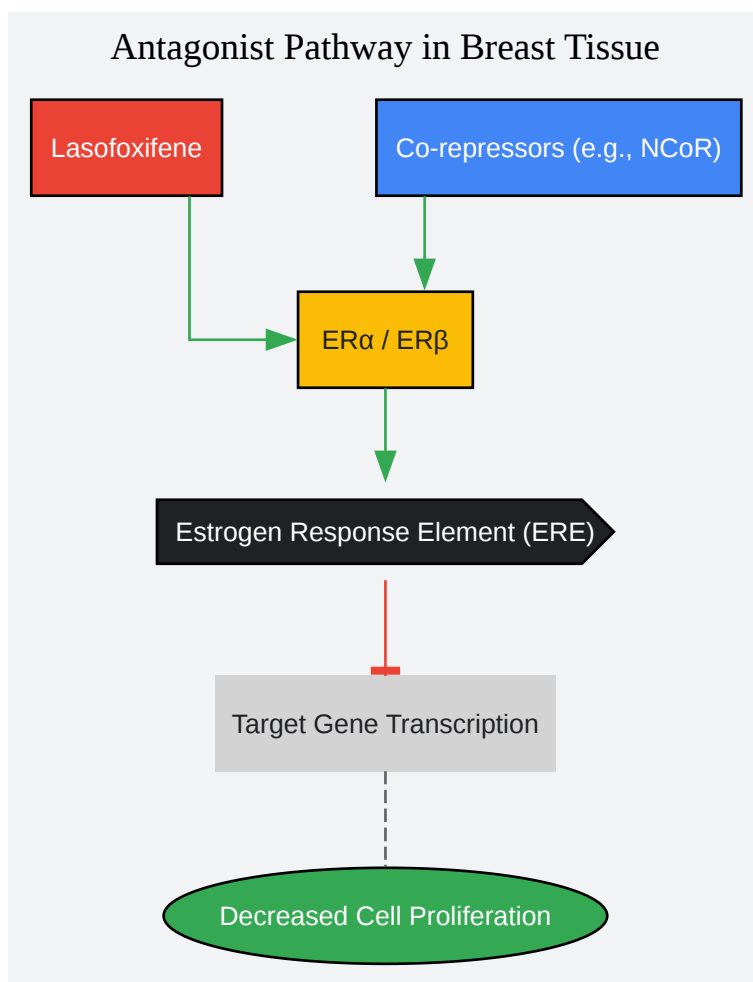 Antagonist Pathway in Breast Tissue
Lasofoxifene
Co-repressors (e.g., NCoR)
ERα / ERβ
Estrogen Response Element (ERE)
Target Gene Transcription
Decreased Cell Proliferation